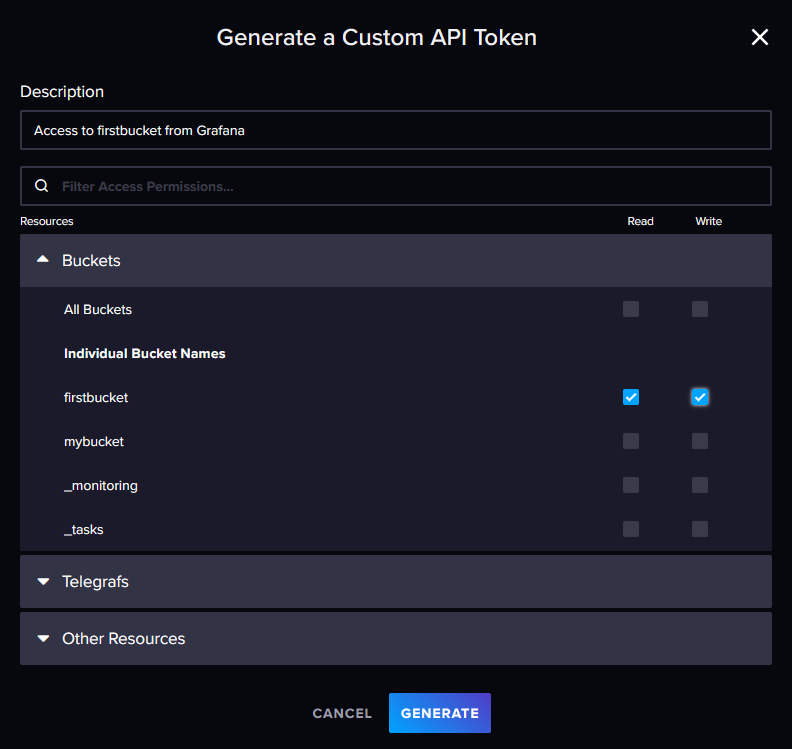 Generate a Custom API Token
Description
Access to firstbucket from Grafana
Filter Access Permissions...
Resources Read Write
Buckets
All Buckets
Individual Bucket Names
firstbucket
mybucket
_monitoring
_tasks
Telegrafs
Other Resources
CANCEL GENERATE